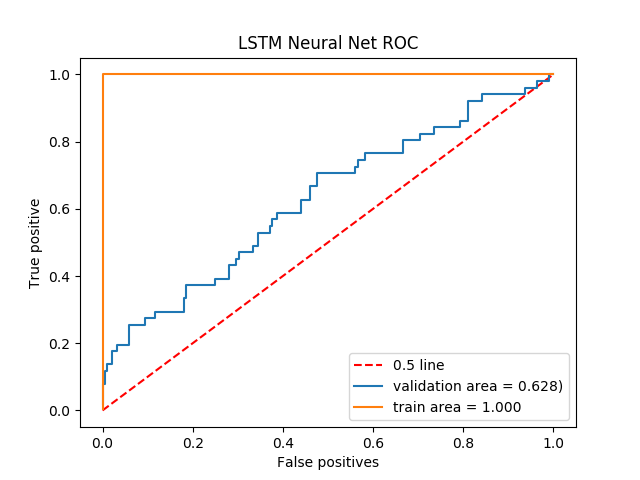 LSTM Neural Net ROC
1.0
0.8
0.6
0.4
0.2
0.0
True positive
0.5 line
validation area = 0.628)
train area = 1.000
0.0 0.2 0.4 0.6 0.8 1.0
False positives